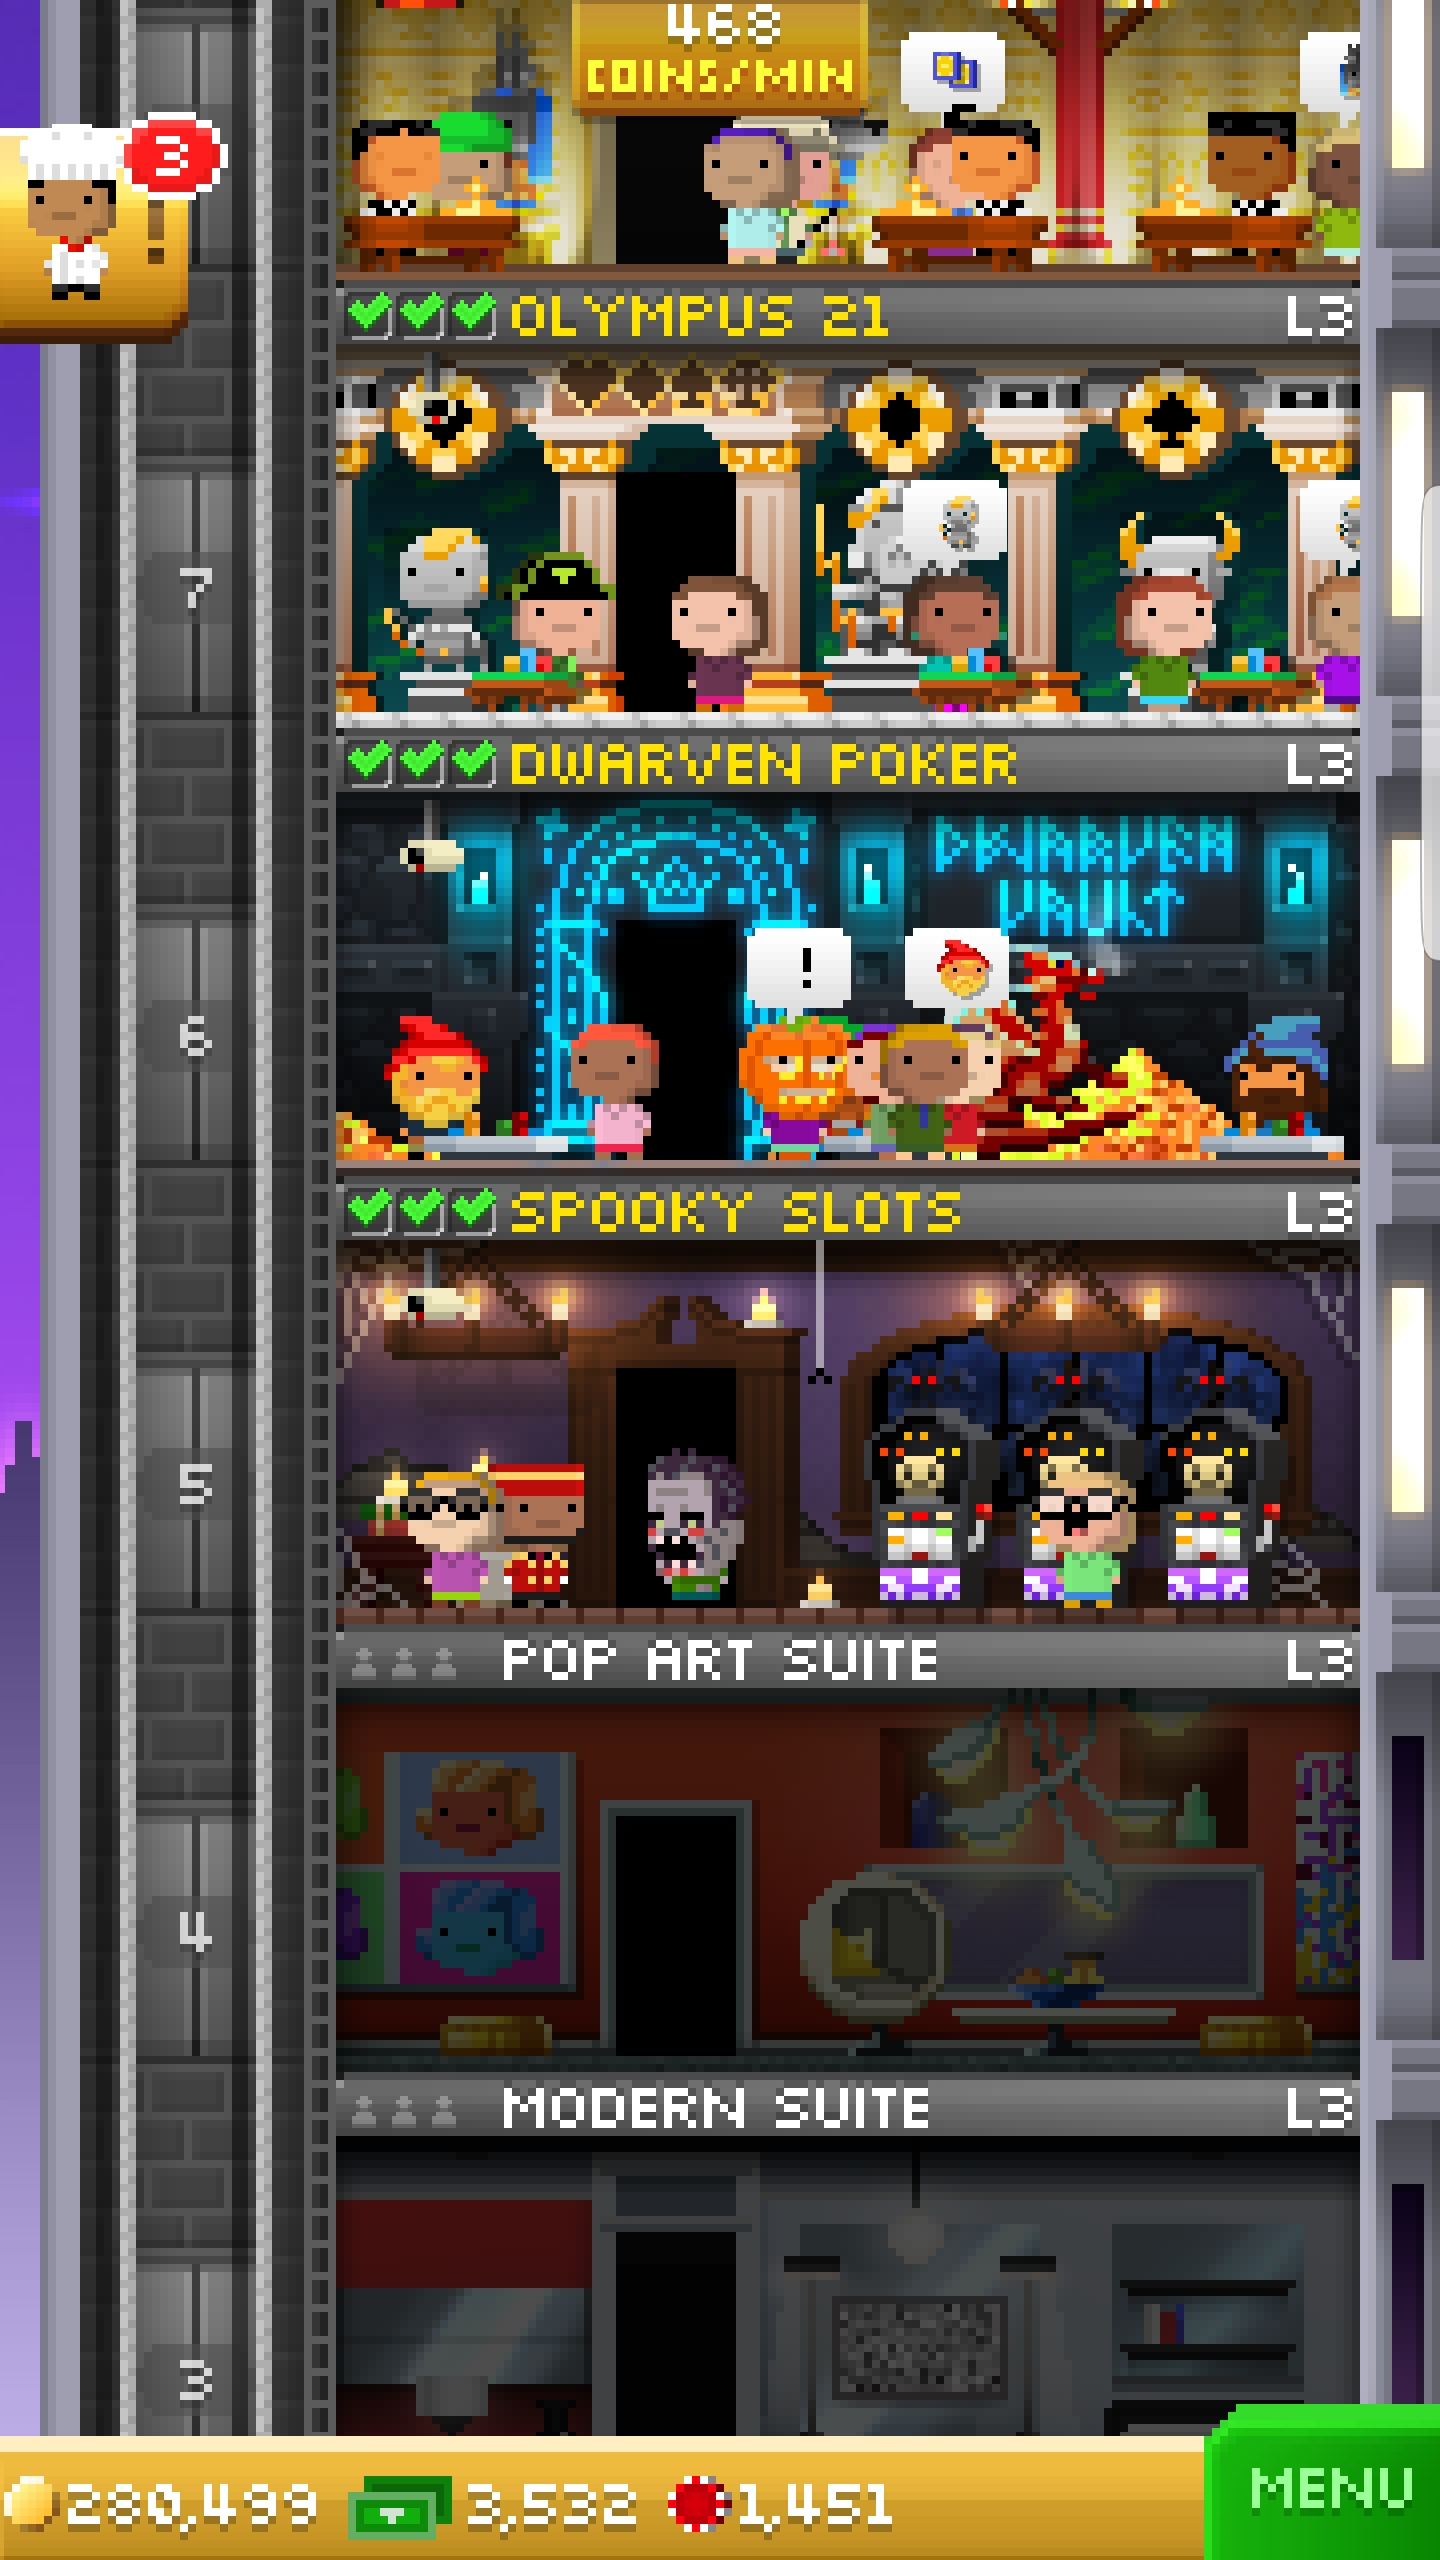 468
COINS/MIN
3
OLYMPUS 21 L3
7
DWARVEN POKER L3
DWARVEN
VAULT
!
6
SPOOKY SLOTS L3
5
POP ART SUITE L3
4
MODERN SUITE L3
3
280,499 3,532 1,451
MENU